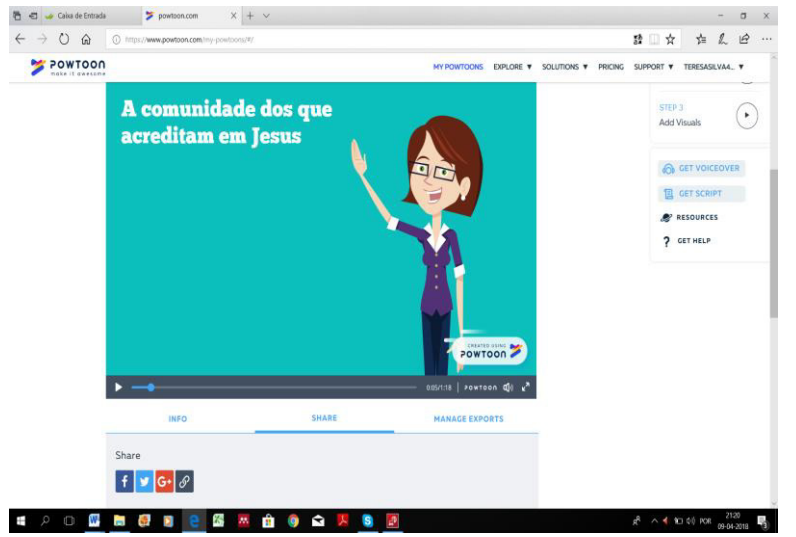 Caixa de Entrada
powtoon.com
https://www.powtoon.com/my-powtoons/#/
POWTOON
make it awesome
MY POWTOONS EXPLORE SOLUTIONS PRICING SUPPORT TERESASILVA4...
A comunidade dos que
acreditam em Jesus
CREATED USING
POWTOON
0:05/1:18 POWTOON
STEP 3
Add Visuals
GET VOICEOVER
GET SCRIPT
RESOURCES
? GET HELP
INFO SHARE MANAGE EXPORTS
Share
f G+
POR
21:20
09-04-2018